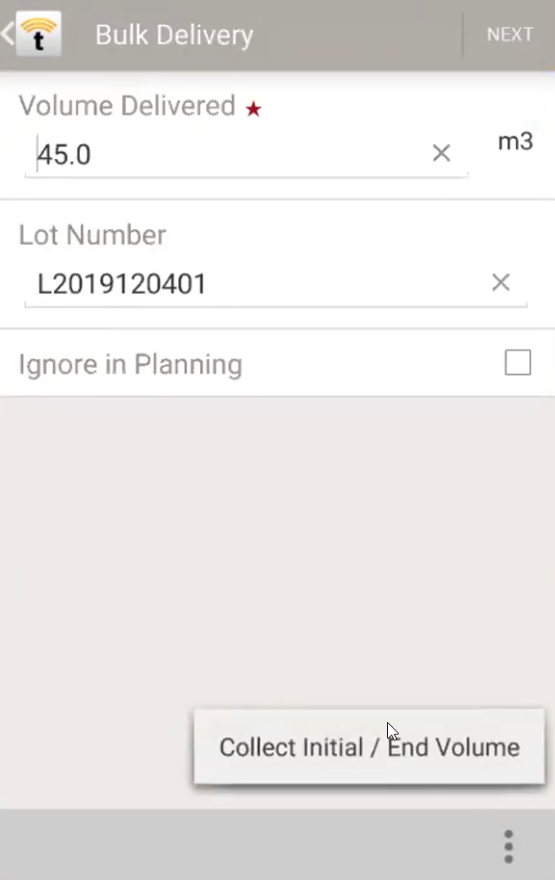 t
Bulk Delivery
NEXT
Volume Delivered ★
45.0
m3
Lot Number
L2019120401
Ignore in Planning
Collect Initial / End Volume